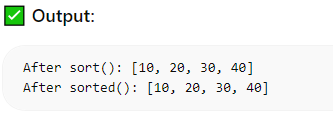 ✅ Output:
After sort(): [10, 20, 30, 40]
After sorted(): [10, 20, 30, 40]